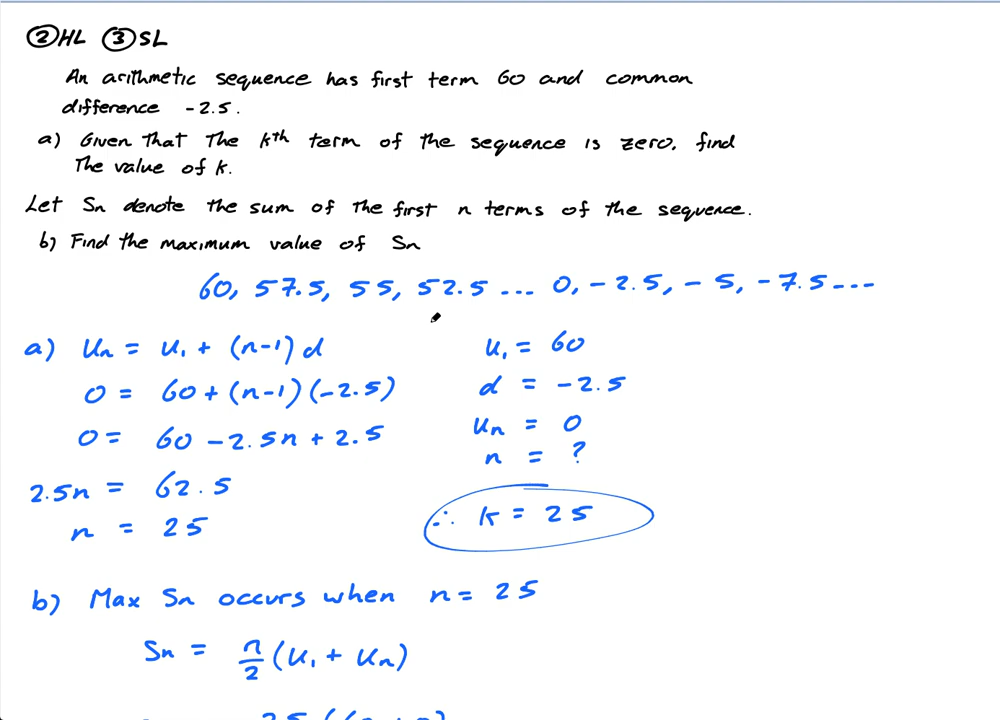 ② HL ③ SL
An arithmetic sequence has first term 60 and common
difference -2.5.
a) Given that the kth term of the sequence is zero, find
the value of k.
Let Sn denote the sum of the first n terms of the sequence.
b) Find the maximum value of Sn
60, 57.5, 55, 52.5 ... 0, -2.5, -5, -7.5 ...
a) un = u1 + (n-1)d
u1 = 60
0 = 60 + (n-1)(-2.5)
d = -2.5
0 = 60 - 2.5n + 2.5
un = 0
n = ?
2.5n = 62.5
n = 25
∴ k = 25
b) Max Sn occurs when n = 25
Sn = n/2 (u1 + un)